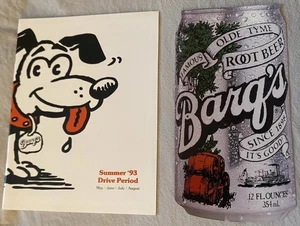 Barq's
Summer '93
Drive Period
May · June · July · August
FAMOUS
OLDE TYME
ROOT BEER
Barq's
SINCE 1898
IT'S GOOD
12 FL. OUNCES
354 mL